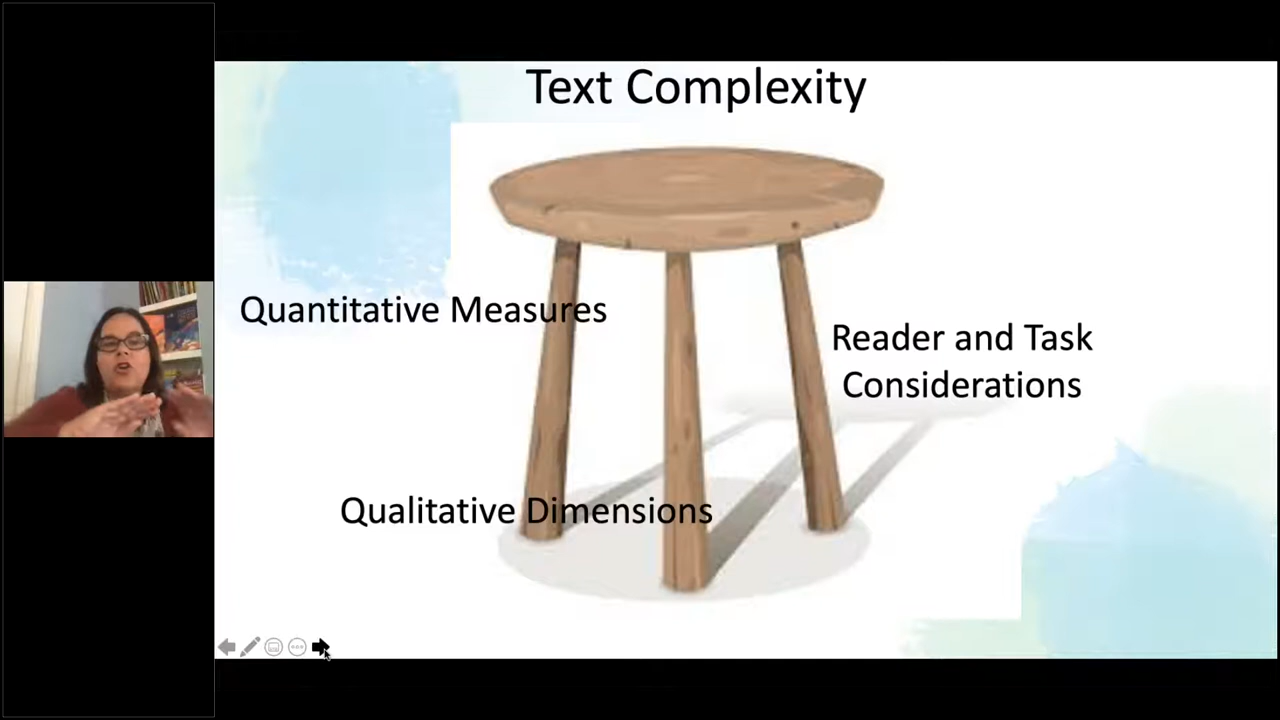 Text Complexity
Quantitative Measures
Reader and Task
Considerations
Qualitative Dimensions